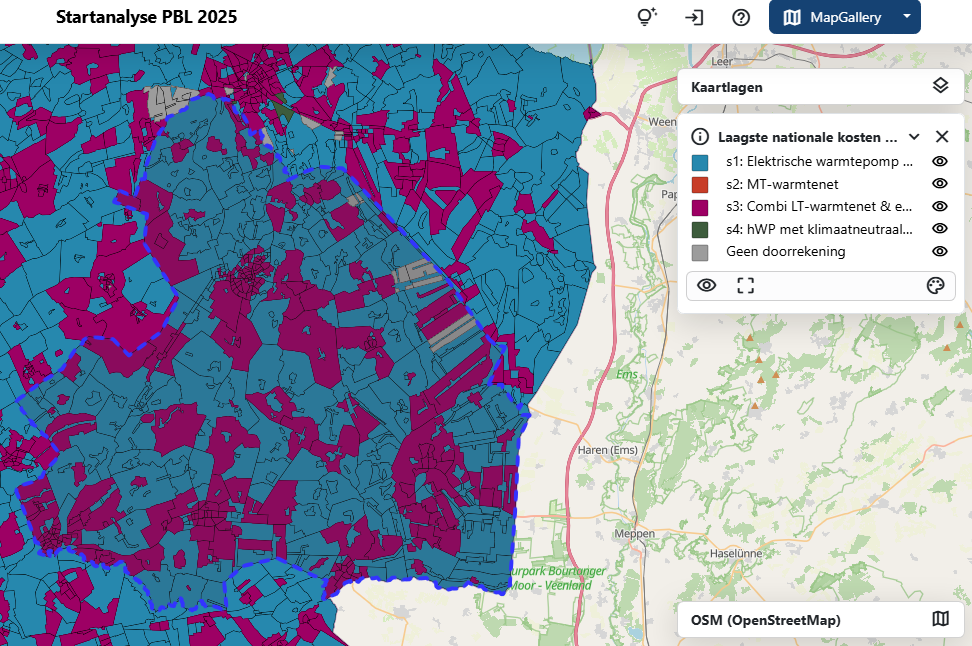 Startanalyse PBL 2025
MapGallery
Leer
Kaartlagen
Ween
Laagste nationale kosten ...
s1: Elektrische warmtepomp ...
s2: MT-warmtenet
Pap
s3: Combi LT-warmtenet & e...
s4: hWP met klimaatneutraal...
Geen doorrekening
Ems
Haren (Ems)
Meppen
Haselünne
urpark Bourtanger
Moor - Veenland
OSM (OpenStreetMap)